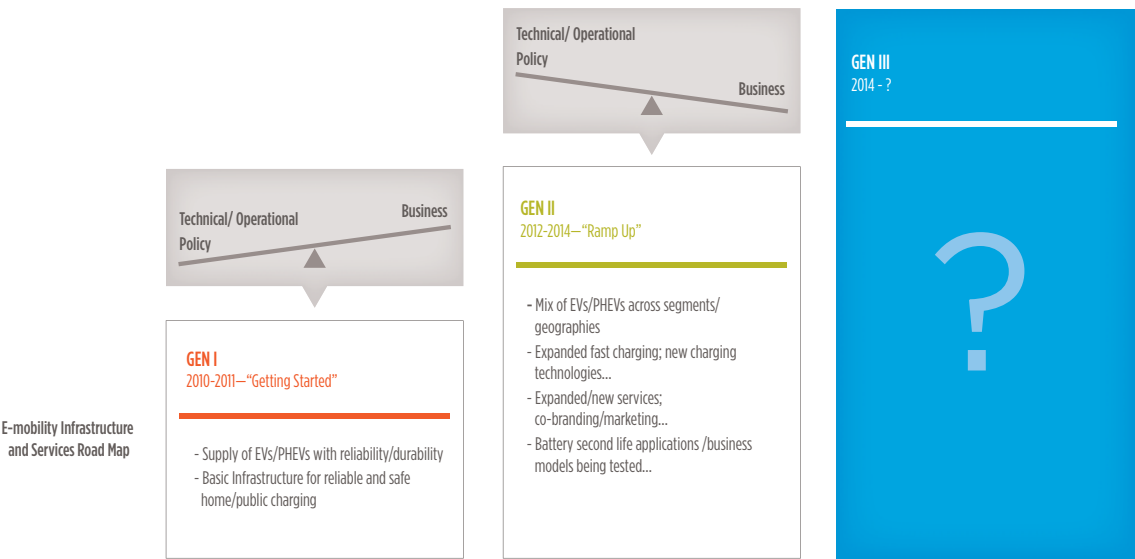 E-mobility Infrastructure
and Services Road Map
Technical/ Operational
Policy
Business
GEN I
2010-2011—“Getting Started”
- Supply of EVs/PHEVs with reliability/durability
- Basic Infrastructure for reliable and safe
home/public charging
Technical/ Operational
Policy
Business
GEN II
2012-2014—“Ramp Up”
- Mix of EVs/PHEVs across segments/
geographies
- Expanded fast charging; new charging
technologies...
- Expanded/new services;
co-branding/marketing...
- Battery second life applications /business
models being tested...
GEN III
2014 - ?
?